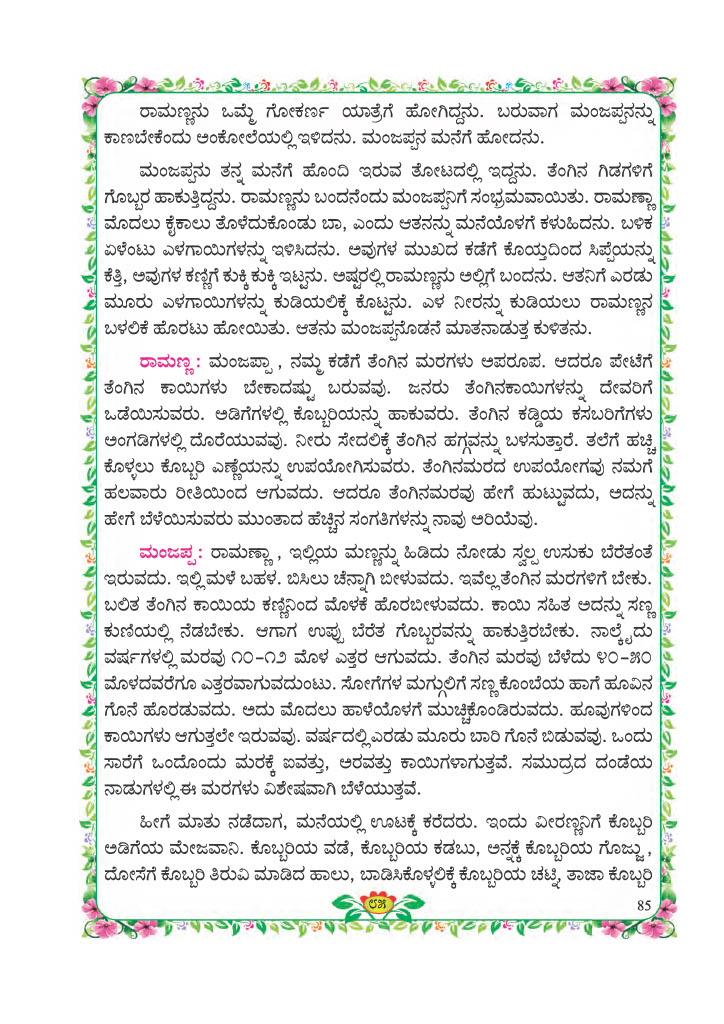 ರಾಮಣ್ಣನು ಒಮ್ಮೆ ಗೋಕರ್ಣ ಯಾತ್ರೆಗೆ ಹೋಗಿದ್ದನು. ಬರುವಾಗ ಮಂಜಪ್ಪನನ್ನು
ಕಾಣಬೇಕೆಂದು ಅಂಕೋಲೆಯಲ್ಲಿ ಇಳಿದನು. ಮಂಜಪ್ಪನ ಮನೆಗೆ ಹೋದನು.
ಮಂಜಪ್ಪನು ತನ್ನ ಮನೆಗೆ ಹೊಂದಿ ಇರುವ ತೋಟದಲ್ಲಿ ಇದ್ದನು. ತೆಂಗಿನ ಗಿಡಗಳಿಗೆ
ಗೊಬ್ಬರ ಹಾಕುತ್ತಿದ್ದನು. ರಾಮಣ್ಣನು ಬಂದನೆಂದು ಮಂಜಪ್ಪನಿಗೆ ಸಂಭ್ರಮವಾಯಿತು. ರಾಮಣ್ಣಾ
ಮೊದಲು ಕೈಕಾಲು ತೊಳೆದುಕೊಂಡು ಬಾ, ಎಂದು ಆತನನ್ನು ಮನೆಯೊಳಗೆ ಕಳುಹಿದನು. ಬಳಿಕ
ಏಳೆಂಟು ಎಳಗಾಯಿಗಳನ್ನು ಇಳಿಸಿದನು. ಅವುಗಳ ಮುಖದ ಕಡೆಗೆ ಕೊಯ್ತದಿಂದ ಸಿಪ್ಪೆಯನ್ನು
ಕೆತ್ತಿ, ಅವುಗಳ ಕಣ್ಣಿಗೆ ಕುಕ್ಕಿ ಕುಕ್ಕಿ ಇಟ್ಟನು. ಅಷ್ಟರಲ್ಲಿ ರಾಮಣ್ಣನು ಅಲ್ಲಿಗೆ ಬಂದನು. ಆತನಿಗೆ ಎರಡು
ಮೂರು ಎಳಗಾಯಿಗಳನ್ನು ಕುಡಿಯಲಿಕ್ಕೆ ಕೊಟ್ಟನು. ಎಳ ನೀರನ್ನು ಕುಡಿಯಲು ರಾಮಣ್ಣನ
ಬಳಲಿಕೆ ಹೊರಟು ಹೋಯಿತು. ಆತನು ಮಂಜಪ್ಪನೊಡನೆ ಮಾತನಾಡುತ್ತ ಕುಳಿತನು.
ರಾಮಣ್ಣ : ಮಂಜಪ್ಪಾ , ನಮ್ಮ ಕಡೆಗೆ ತೆಂಗಿನ ಮರಗಳು ಅಪರೂಪ. ಆದರೂ ಪೇಟೆಗೆ
ತೆಂಗಿನ ಕಾಯಿಗಳು ಬೇಕಾದಷ್ಟು ಬರುವವು. ಜನರು ತೆಂಗಿನಕಾಯಿಗಳನ್ನು ದೇವರಿಗೆ
ಒಡೆಯಿಸುವರು. ಅಡಿಗೆಗಳಲ್ಲಿ ಕೊಬ್ಬರಿಯನ್ನು ಹಾಕುವರು. ತೆಂಗಿನ ಕಡ್ಡಿಯ ಕಸಬರಿಗೆಗಳು
ಅಂಗಡಿಗಳಲ್ಲಿ ದೊರೆಯುವವು. ನೀರು ಸೇದಲಿಕ್ಕೆ ತೆಂಗಿನ ಹಗ್ಗವನ್ನು ಬಳಸುತ್ತಾರೆ. ತಲೆಗೆ ಹಚ್ಚಿ
ಕೊಳ್ಳಲು ಕೊಬ್ಬರಿ ಎಣ್ಣೆಯನ್ನು ಉಪಯೋಗಿಸುವರು. ತೆಂಗಿನಮರದ ಉಪಯೋಗವು ನಮಗೆ
ಹಲವಾರು ರೀತಿಯಿಂದ ಆಗುವದು. ಆದರೂ ತೆಂಗಿನಮರವು ಹೇಗೆ ಹುಟ್ಟುವದು, ಅದನ್ನು
ಹೇಗೆ ಬೆಳೆಯಿಸುವರು ಮುಂತಾದ ಹೆಚ್ಚಿನ ಸಂಗತಿಗಳನ್ನು ನಾವು ಅರಿಯೆವು.
ಮಂಜಪ್ಪ : ರಾಮಣ್ಣಾ , ಇಲ್ಲಿಯ ಮಣ್ಣನ್ನು ಹಿಡಿದು ನೋಡು ಸ್ವಲ್ಪ ಉಸುಕು ಬೆರೆತಂತೆ
ಇರುವದು. ಇಲ್ಲಿ ಮಳೆ ಬಹಳ. ಬಿಸಿಲು ಚೆನ್ನಾಗಿ ಬೀಳುವದು. ಇವೆಲ್ಲ ತೆಂಗಿನ ಮರಗಳಿಗೆ ಬೇಕು.
ಬಲಿತ ತೆಂಗಿನ ಕಾಯಿಯ ಕಣ್ಣಿನಿಂದ ಮೊಳಕೆ ಹೊರಬೀಳುವದು. ಕಾಯಿ ಸಹಿತ ಅದನ್ನು ಸಣ್ಣ
ಕುಣಿಯಲ್ಲಿ ನೆಡಬೇಕು. ಆಗಾಗ ಉಪ್ಪು ಬೆರೆತ ಗೊಬ್ಬರವನ್ನು ಹಾಕುತ್ತಿರಬೇಕು. ನಾಲ್ಕೈದು
ವರ್ಷಗಳಲ್ಲಿ ಮರವು ೧೦–೧೨ ಮೊಳ ಎತ್ತರ ಆಗುವದು. ತೆಂಗಿನ ಮರವು ಬೆಳೆದು ೪೦–೫೦
ಮೊಳದವರೆಗೂ ಎತ್ತರವಾಗುವದುಂಟು. ಸೋಗೆಗಳ ಮಗ್ಗುಲಿಗೆ ಸಣ್ಣ ಕೊಂಬೆಯ ಹಾಗೆ ಹೂವಿನ
ಗೊನೆ ಹೊರಡುವದು. ಅದು ಮೊದಲು ಹಾಳೆಯೊಳಗೆ ಮುಚ್ಚಿಕೊಂಡಿರುವದು. ಹೂವುಗಳಿಂದ
ಕಾಯಿಗಳು ಆಗುತ್ತಲೇ ಇರುವವು. ವರ್ಷದಲ್ಲಿ ಎರಡು ಮೂರು ಬಾರಿ ಗೊನೆ ಬಿಡುವವು. ಒಂದು
ಸಾರೆಗೆ ಒಂದೊಂದು ಮರಕ್ಕೆ ಐವತ್ತು, ಅರವತ್ತು ಕಾಯಿಗಳಾಗುತ್ತವೆ. ಸಮುದ್ರದ ದಂಡೆಯ
ನಾಡುಗಳಲ್ಲಿ ಈ ಮರಗಳು ವಿಶೇಷವಾಗಿ ಬೆಳೆಯುತ್ತವೆ.
ಹೀಗೆ ಮಾತು ನಡೆದಾಗ, ಮನೆಯಲ್ಲಿ ಊಟಕ್ಕೆ ಕರೆದರು. ಇಂದು ವೀರಣ್ಣನಿಗೆ ಕೊಬ್ಬರಿ
ಅಡಿಗೆಯ ಮೇಜವಾನಿ. ಕೊಬ್ಬರಿಯ ವಡೆ, ಕೊಬ್ಬರಿಯ ಕಡಬು, ಅನ್ನಕ್ಕೆ ಕೊಬ್ಬರಿಯ ಗೊಜ್ಜು ,
ದೋಸೆಗೆ ಕೊಬ್ಬರಿ ತಿರುವಿ ಮಾಡಿದ ಹಾಲು, ಬಾಡಿಸಿಕೊಳ್ಳಲಿಕ್ಕೆ ಕೊಬ್ಬರಿಯ ಚಟ್ನಿ, ತಾಜಾ ಕೊಬ್ಬರಿ
೮೫
85